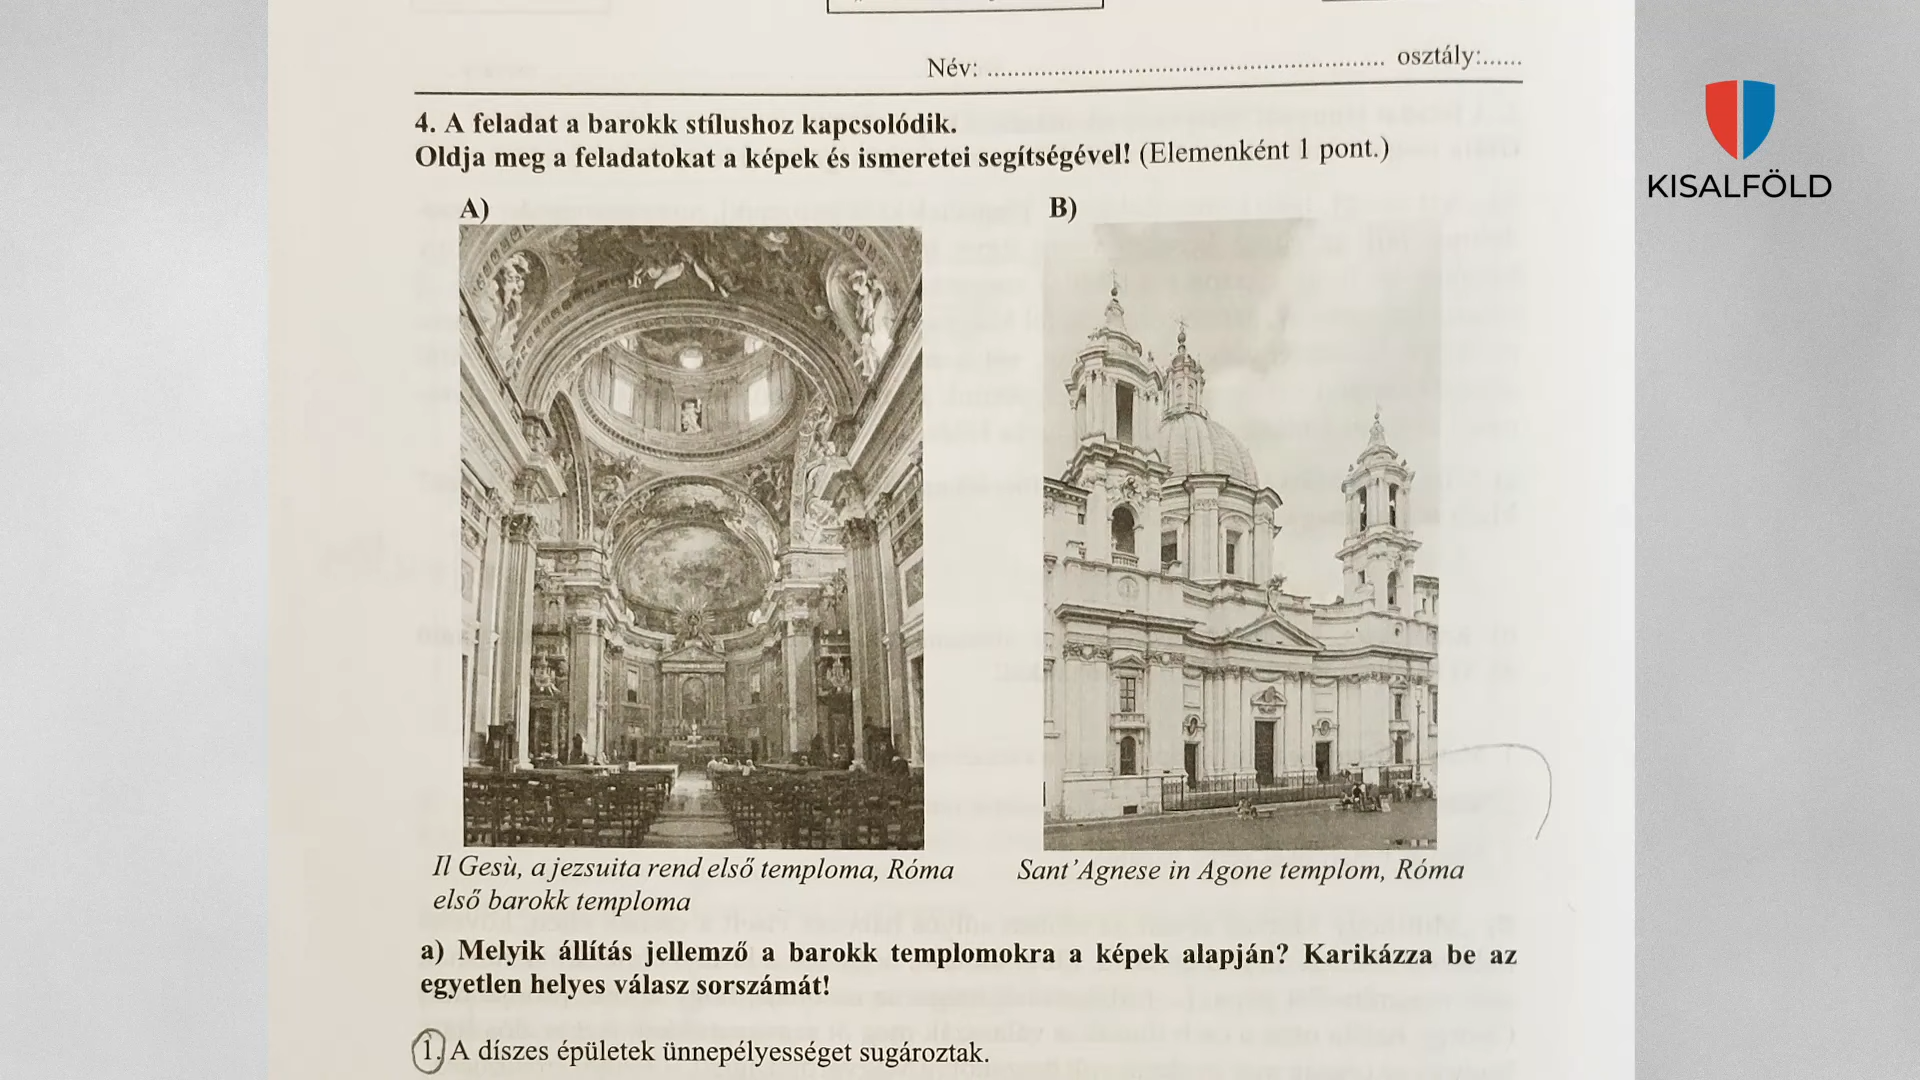 Név: ........................................................... osztály:......
4. A feladat a barokk stílushoz kapcsolódik.
Oldja meg a feladatokat a képek és ismeretei segítségével! (Elemenként 1 pont.)
A)
B)
Il Gesù, a jezsuita rend első temploma, Róma
első barokk temploma
Sant'Agnese in Agone templom, Róma
a) Melyik állítás jellemző a barokk templomokra a képek alapján? Karikázza be az
egyetlen helyes válasz sorszámát!
1. A díszes épületek ünnepélyességet sugároztak.
KISALFÖLD